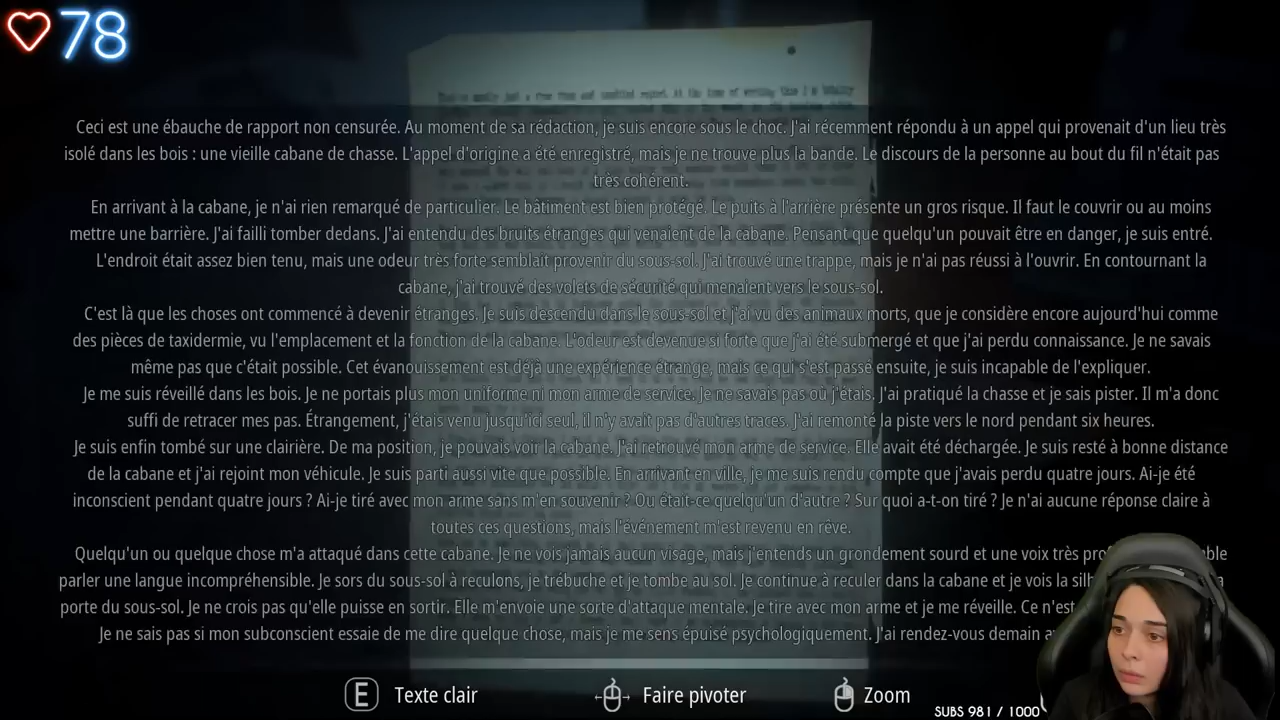 78
Ceci est une ébauche de rapport non censurée. Au moment de sa rédaction, je suis encore sous le choc. J'ai récemment répondu à un appel qui provenait d'un lieu très
isolé dans les bois : une vieille cabane de chasse. L'appel d'origine a été enregistré, mais je ne trouve plus la bande. Le discours de la personne au bout du fil n'était pas
très cohérent.
En arrivant à la cabane, je n'ai rien remarqué de particulier. Le bâtiment est bien protégé. Le puits à l'arrière présente un gros risque. Il faut le couvrir ou au moins
mettre une barrière. J'ai failli tomber dedans. J'ai entendu des bruits étranges qui venaient de la cabane. Pensant que quelqu'un pouvait être en danger, je suis entré.
L'endroit était assez bien tenu, mais une odeur très forte semblait provenir du sous-sol. J'ai trouvé une trappe, mais je n'ai pas réussi à l'ouvrir. En contournant la
cabane, j'ai trouvé des volets de sécurité qui menaient vers le sous-sol.
C'est là que les choses ont commencé à devenir étranges. Je suis descendu dans le sous-sol et j'ai vu des animaux morts, que je considère encore aujourd'hui comme
des pièces de taxidermie, vu l'emplacement et la fonction de la cabane. L'odeur est devenue si forte que j'ai été submergé et que j'ai perdu connaissance. Je ne savais
même pas que c'était possible. Cet évanouissement est déjà une expérience étrange, mais ce qui s'est passé ensuite, je suis incapable de l'expliquer.
Je me suis réveillé dans les bois. Je ne portais plus mon uniforme ni mon arme de service. Je ne savais pas où j'étais. J'ai pratiqué la chasse et je sais pister. Il m'a donc
suffi de retracer mes pas. Étrangement, j'étais venu jusqu'ici seul, il n'y avait pas d'autres traces. J'ai remonté la piste vers le nord pendant six heures.
Je suis enfin tombé sur une clairière. De ma position, je pouvais voir la cabane. J'ai retrouvé mon arme de service. Elle avait été déchargée. Je suis resté à bonne distance
de la cabane et j'ai rejoint mon véhicule. Je suis parti aussi vite que possible. En arrivant en ville, je me suis rendu compte que j'avais perdu quatre jours. Ai-je été
inconscient pendant quatre jours ? Ai-je tiré avec mon arme sans m'en souvenir ? Ou était-ce quelqu'un d'autre ? Sur quoi a-t-on tiré ? Je n'ai aucune réponse claire à
toutes ces questions, mais l'événement m'est revenu en rêve.
Quelqu'un ou quelque chose m'a attaqué dans cette cabane. Je ne vois jamais aucun visage, mais j'entends un grondement sourd et une voix très
parler une langue incompréhensible. Je sors du sous-sol à reculons, je trébuche et je tombe au sol. Je continue à reculer dans la cabane et je vois la
porte du sous-sol. Je ne crois pas qu'elle puisse en sortir. Elle m'envoie une sorte d'attaque mentale. Je tire avec mon arme et je me réveille. Ce n'est
Je ne sais pas si mon subconscient essaie de me dire quelque chose, mais je me sens épuisé psychologiquement. J'ai rendez-vous demain
E Texte clair Faire pivoter Zoom
SUBS 981 / 1000